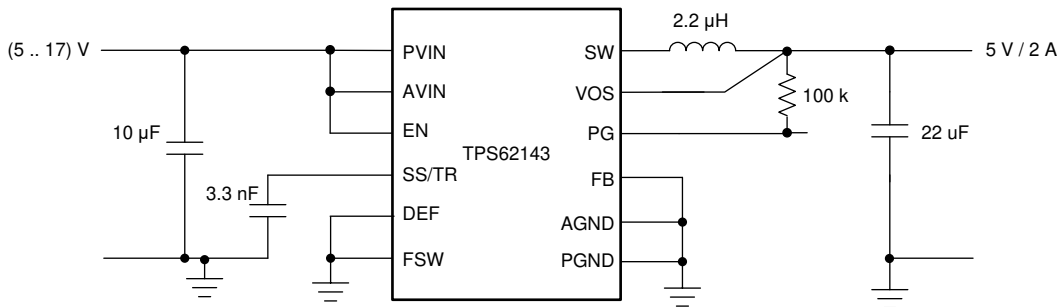 2.2 µH
(5 .. 17) V
PVIN
SW
5 V / 2 A
AVIN
VOS
100 k
10 µF
EN
PG
22 uF
TPS62143
3.3 nF
SS/TR
FB
DEF
AGND
FSW
PGND